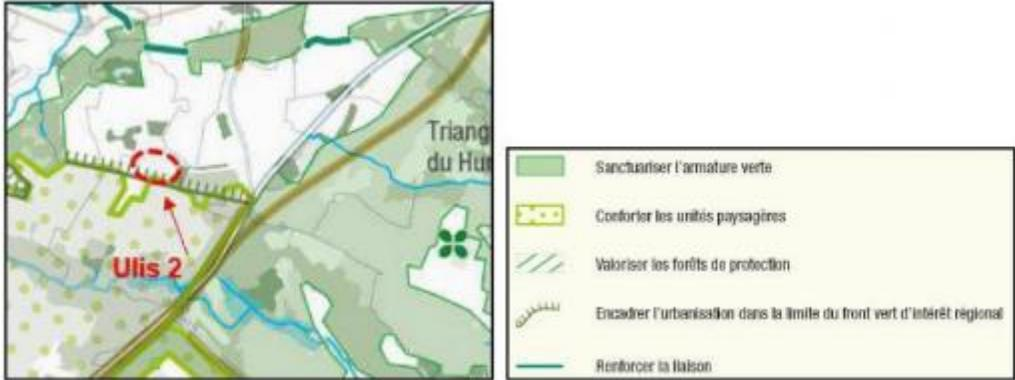 Triang
du Hur
Ulis 2
Sanctuariser l'armature verte
Conforter les unités paysagères
Valoriser les forêts de protection
Encadrer l'urbanisation dans la limite du front vert d'intérêt régional
Renforcer la liaison